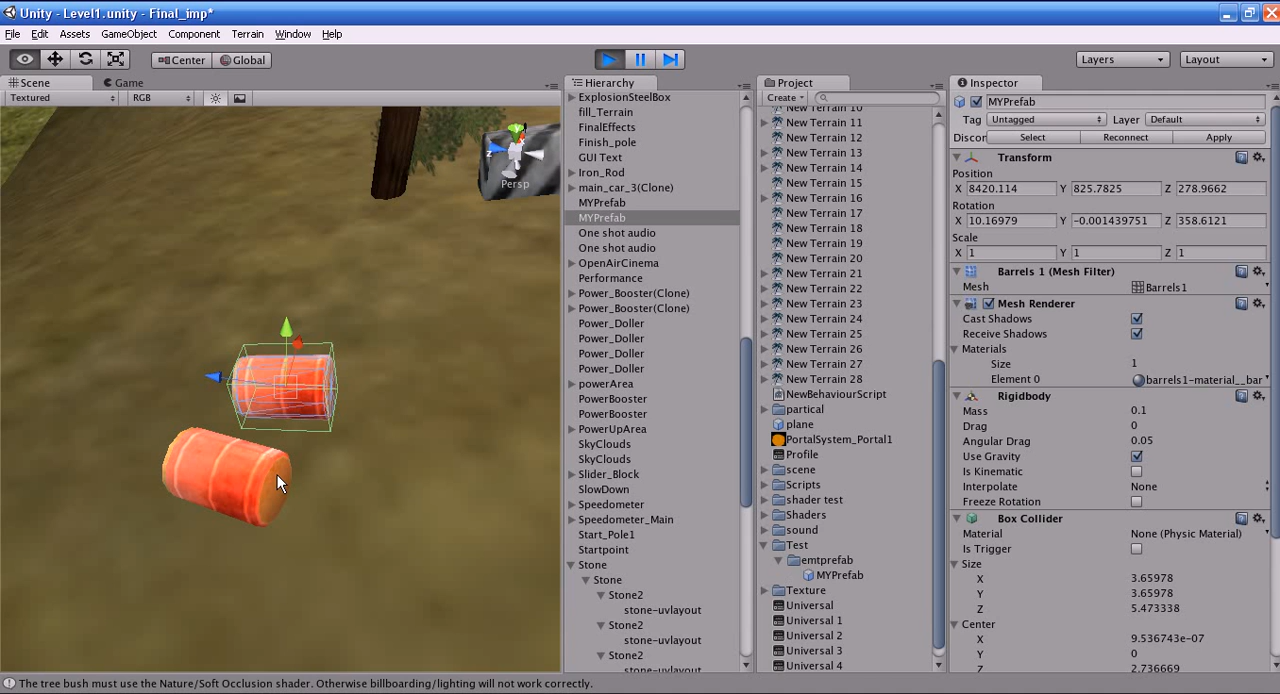 Unity - Level1.unity - Final_imp*
File Edit Assets GameObject Component Terrain Window Help
Center Global Layers Layout
Scene Game
Textured RGB
z
Persp
Hierarchy
ExplosionSteelBox
fill_Terrain
FinalEffects
Finish_pole
GUI Text
Iron_Rod
main_car_3(Clone)
MYPrefab
MYPrefab
One shot audio
One shot audio
OpenAirCinema
Performance
Power_Booster(Clone)
Power_Booster(Clone)
Power_Doller
Power_Doller
Power_Doller
Power_Doller
powerArea
PowerBooster
PowerBooster
PowerUpArea
SkyClouds
SkyClouds
Slider_Block
SlowDown
Speedometer
Speedometer_Main
Start_Pole1
Startpoint
Stone
Stone
Stone2
stone-uvlayout
Stone2
stone-uvlayout
Stone2
stone-uvlayout
Project
Create
New Terrain 10
New Terrain 11
New Terrain 12
New Terrain 13
New Terrain 14
New Terrain 15
New Terrain 16
New Terrain 17
New Terrain 18
New Terrain 19
New Terrain 20
New Terrain 21
New Terrain 22
New Terrain 23
New Terrain 24
New Terrain 25
New Terrain 26
New Terrain 27
New Terrain 28
NewBehaviourScript
partical
plane
PortalSystem_Portal1
Profile
scene
Scripts
shader test
Shaders
sound
Test
emtprefab
MYPrefab
Texture
Universal
Universal 1
Universal 2
Universal 3
Universal 4
Inspector
MYPrefab
Tag Untagged Layer Default
Discon Select Reconnect Apply
Transform
Position
X 8420.114 Y 825.7825 Z 278.9662
Rotation
X 10.16979 Y -0.001439751 Z 358.6121
Scale
X 1 Y 1 Z 1
Barrels 1 (Mesh Filter)
Mesh Barrels1
Mesh Renderer
Cast Shadows
Receive Shadows
Materials
Size 1
Element 0 barrels1-material__bar
Rigidbody
Mass 0.1
Drag 0
Angular Drag 0.05
Use Gravity
Is Kinematic
Interpolate None
Freeze Rotation
Box Collider
Material None (Physic Material)
Is Trigger
Size
X 3.65978
Y 3.65978
Z 5.473338
Center
X 9.536743e-07
Y 0
Z 2.736669
The tree bush must use the Nature/Soft Occlusion shader. Otherwise billboarding/lighting will not work correctly.